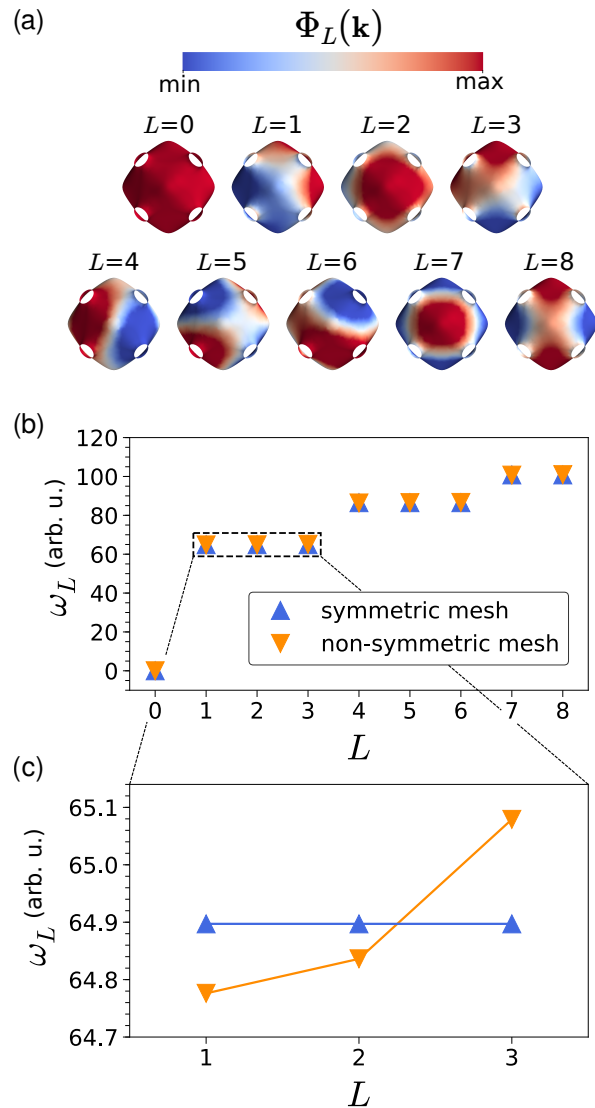 (a)
Φ_L(k)
min max
L=0 L=1 L=2 L=3
L=4 L=5 L=6 L=7 L=8
(b)
120
100
80
60
40
20
0
ω_L (arb. u.)
symmetric mesh
non-symmetric mesh
0 1 2 3 4 5 6 7 8
L
(c)
65.1
65.0
64.9
64.8
64.7
ω_L (arb. u.)
1 2 3
L